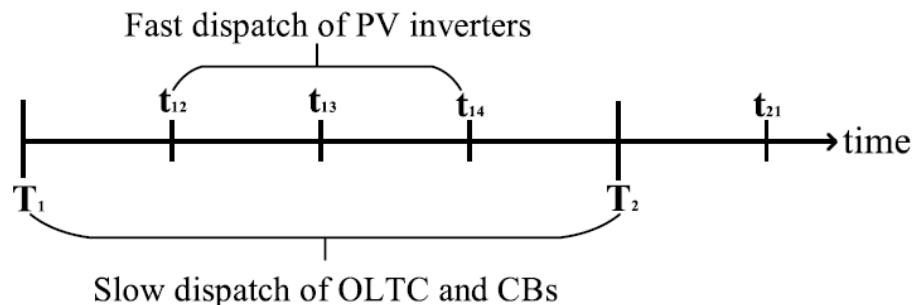 Fast dispatch of PV inverters
t₁₂ t₁₃ t₁₄ t₂₁
time
T₁ T₂
Slow dispatch of OLTC and CBs